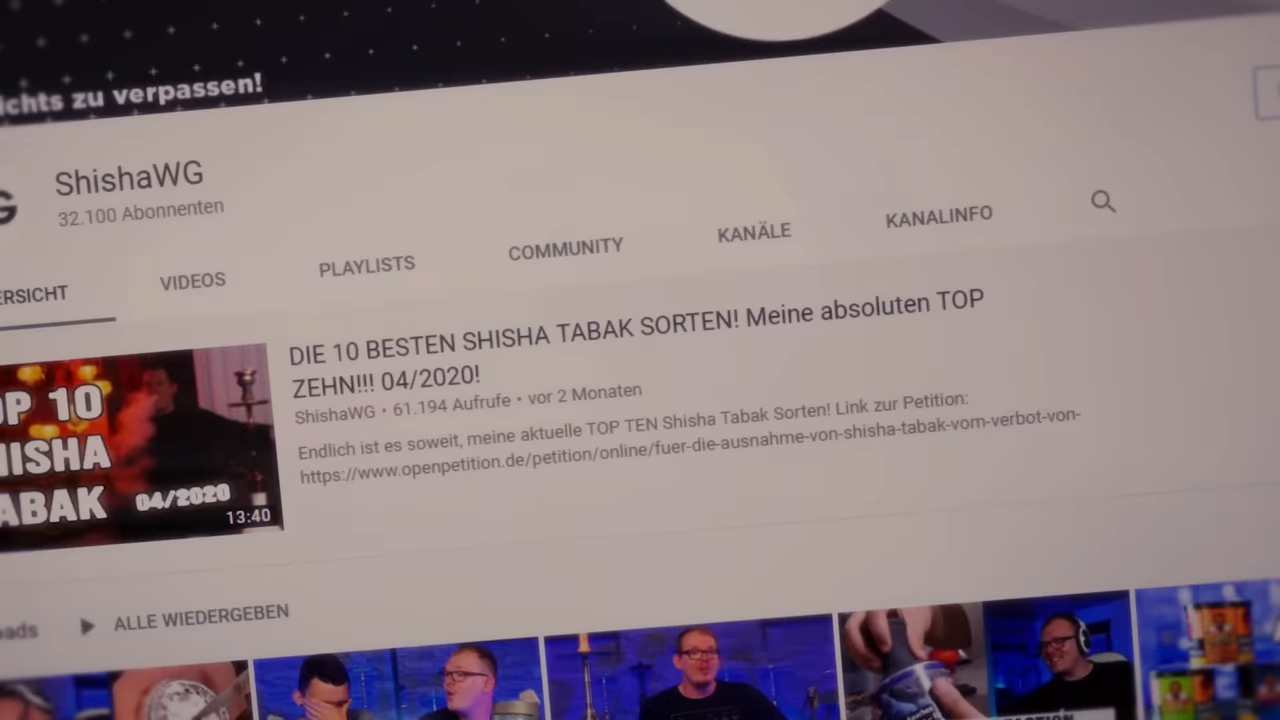 ichts zu verpassen!
G
ShishaWG
32.100 Abonnenten
ERSICHT
VIDEOS
PLAYLISTS
COMMUNITY
KANÄLE
KANALINFO
DIE 10 BESTEN SHISHA TABAK SORTEN! Meine absoluten TOP
ZEHN!!! 04/2020!
ShishaWG • 61.194 Aufrufe • vor 2 Monaten
Endlich ist es soweit, meine aktuelle TOP TEN Shisha Tabak Sorten! Link zur Petition:
https://www.openpetition.de/petition/online/fuer-die-ausnahme-von-shisha-tabak-vom-verbot-von-
OP 10
HISHA
TABAK
04/2020
13:40
oads
ALLE WIEDERGEBEN